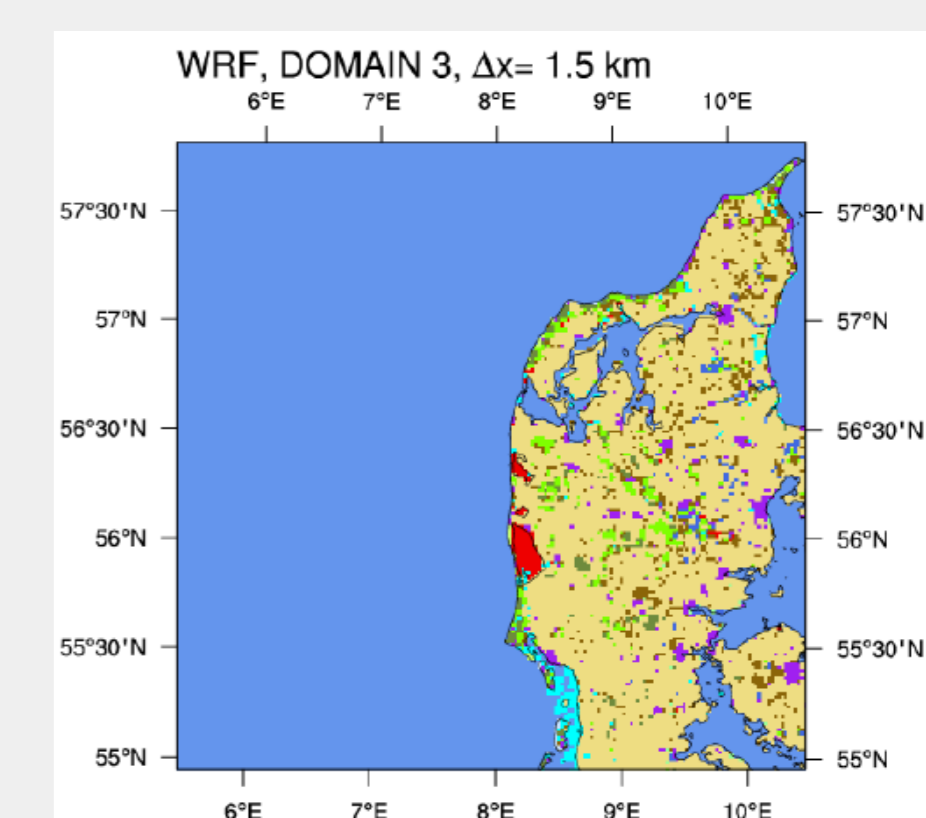 WRF, DOMAIN 3, Δx= 1.5 km
6°E 7°E 8°E 9°E 10°E
57°30'N 57°30'N
57°N 57°N
56°30'N 56°30'N
56°N 56°N
55°30'N 55°30'N
55°N 55°N
6°E 7°E 8°E 9°E 10°E